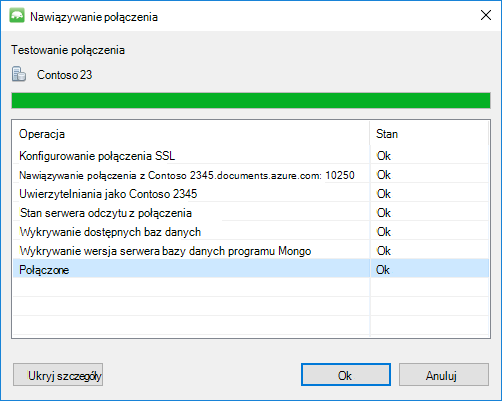 Nawiązywanie połączenia
Testowanie połączenia
Contoso 23
Operacja Stan
Konfigurowanie połączenia SSL Ok
Nawiązywanie połączenia z Contoso 2345.documents.azure.com: 10250 Ok
Uwierzytelniania jako Contoso 2345 Ok
Stan serwera odczytu z połączenia Ok
Wykrywanie dostępnych baz danych Ok
Wykrywanie wersja serwera bazy danych programu Mongo Ok
Połączone Ok
Ukryj szczegóły Ok Anuluj